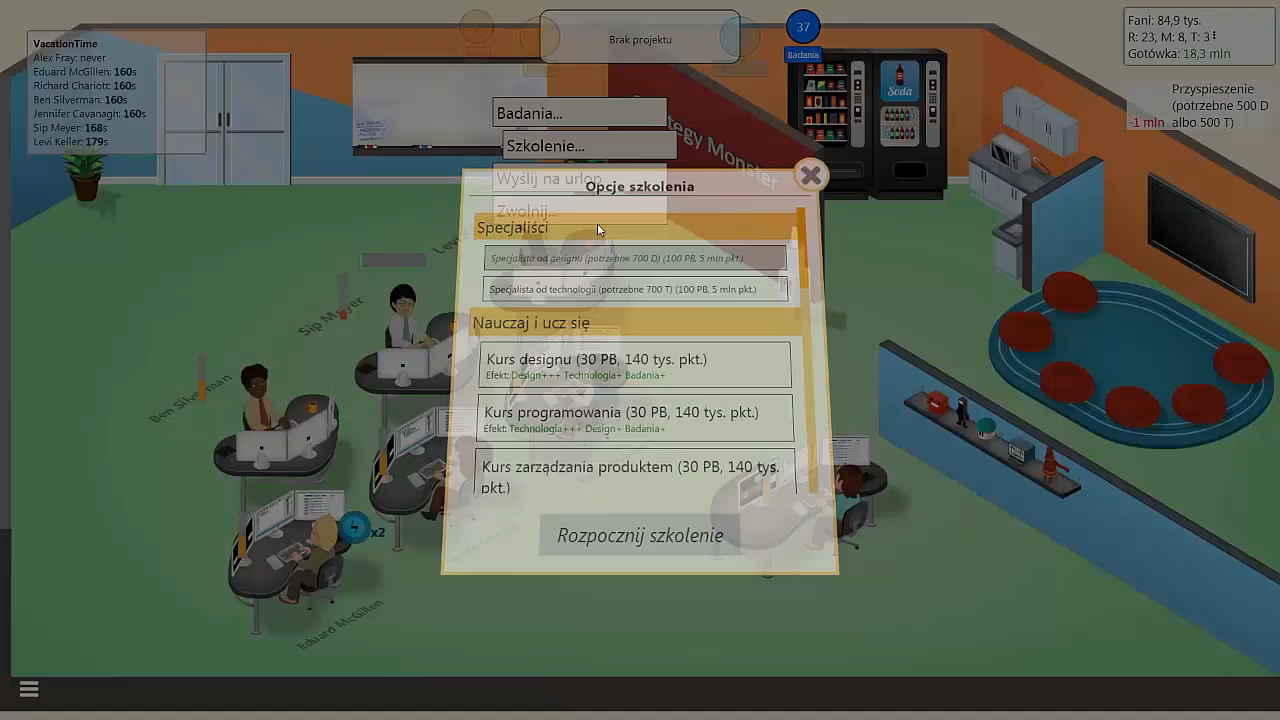 VacationTime
Alex Fray: never
Eduard McGillen: 160s
Richard Chariott: 160s
Ben Silverman: 160s
Jennifer Cavanagh: 160s
Sip Meyer: 168s
Levi Keller: 179s
Brak projektu
37
Badania
Fani: 84,9 tys.
R: 23, M: 8, T: 3
Gotówka: 18,3 mln
Przyspieszenie
(potrzebne 500 D
-1 mln albo 500 T)
Soda
Badania...
Szkolenie...
Wyślij na urlop
Zwolnij...
Opcje szkolenia
Specjaliści
Specjalista od designu (potrzebne 700 D) (100 PB, 5 mln pkt.)
Specjalista od technologii (potrzebne 700 T) (100 PB, 5 mln pkt.)
Nauczaj i ucz się
Kurs designu (30 PB, 140 tys. pkt.)
Efekt: Design+++ Technologia+ Badania+
Kurs programowania (30 PB, 140 tys. pkt.)
Efekt: Technologia+++ Design+ Badania+
Kurs zarządzania produktem (30 PB, 140 tys.
pkt.)
Rozpocznij szkolenie
Monster
Sip Meyer
Ben Silverman
x2
Eduard McGillen